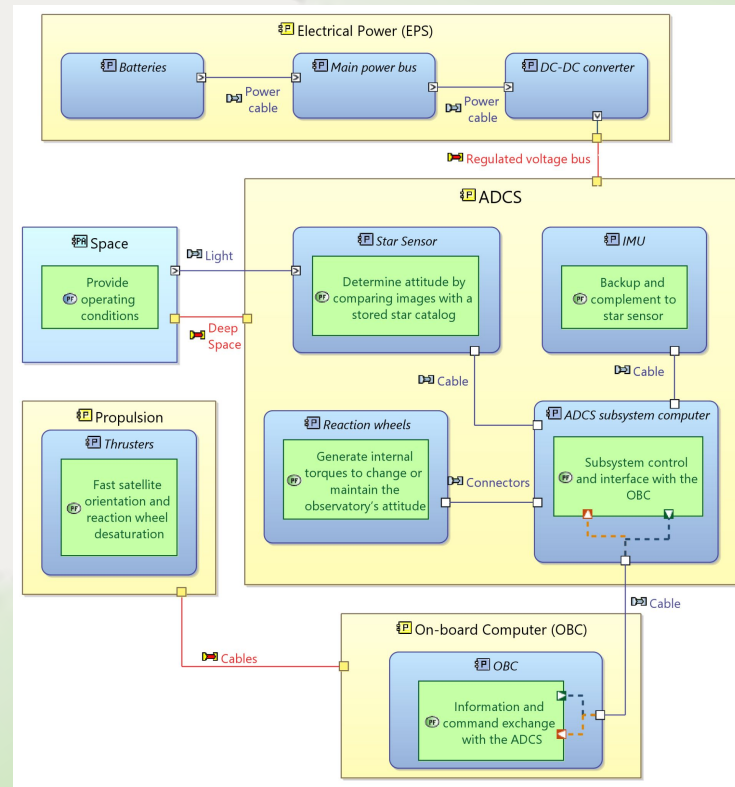 Electrical Power (EPS)
Batteries
Main power bus
DC-DC converter
Power
cable
Power
cable
Regulated voltage bus
ADCS
Space
Light
Star Sensor
IMU
Provide
operating
conditions
Determine attitude by
comparing images with a
stored star catalog
Backup and
complement to
star sensor
Deep
Space
Cable
Cable
Propulsion
Thrusters
Fast satellite
orientation and
reaction wheel
desaturation
Reaction wheels
Generate internal
torques to change or
maintain the
observatory's attitude
Connectors
ADCS subsystem computer
Subsystem control
and interface with the
OBC
Cable
Cables
On-board Computer (OBC)
OBC
Information and
command exchange
with the ADCS